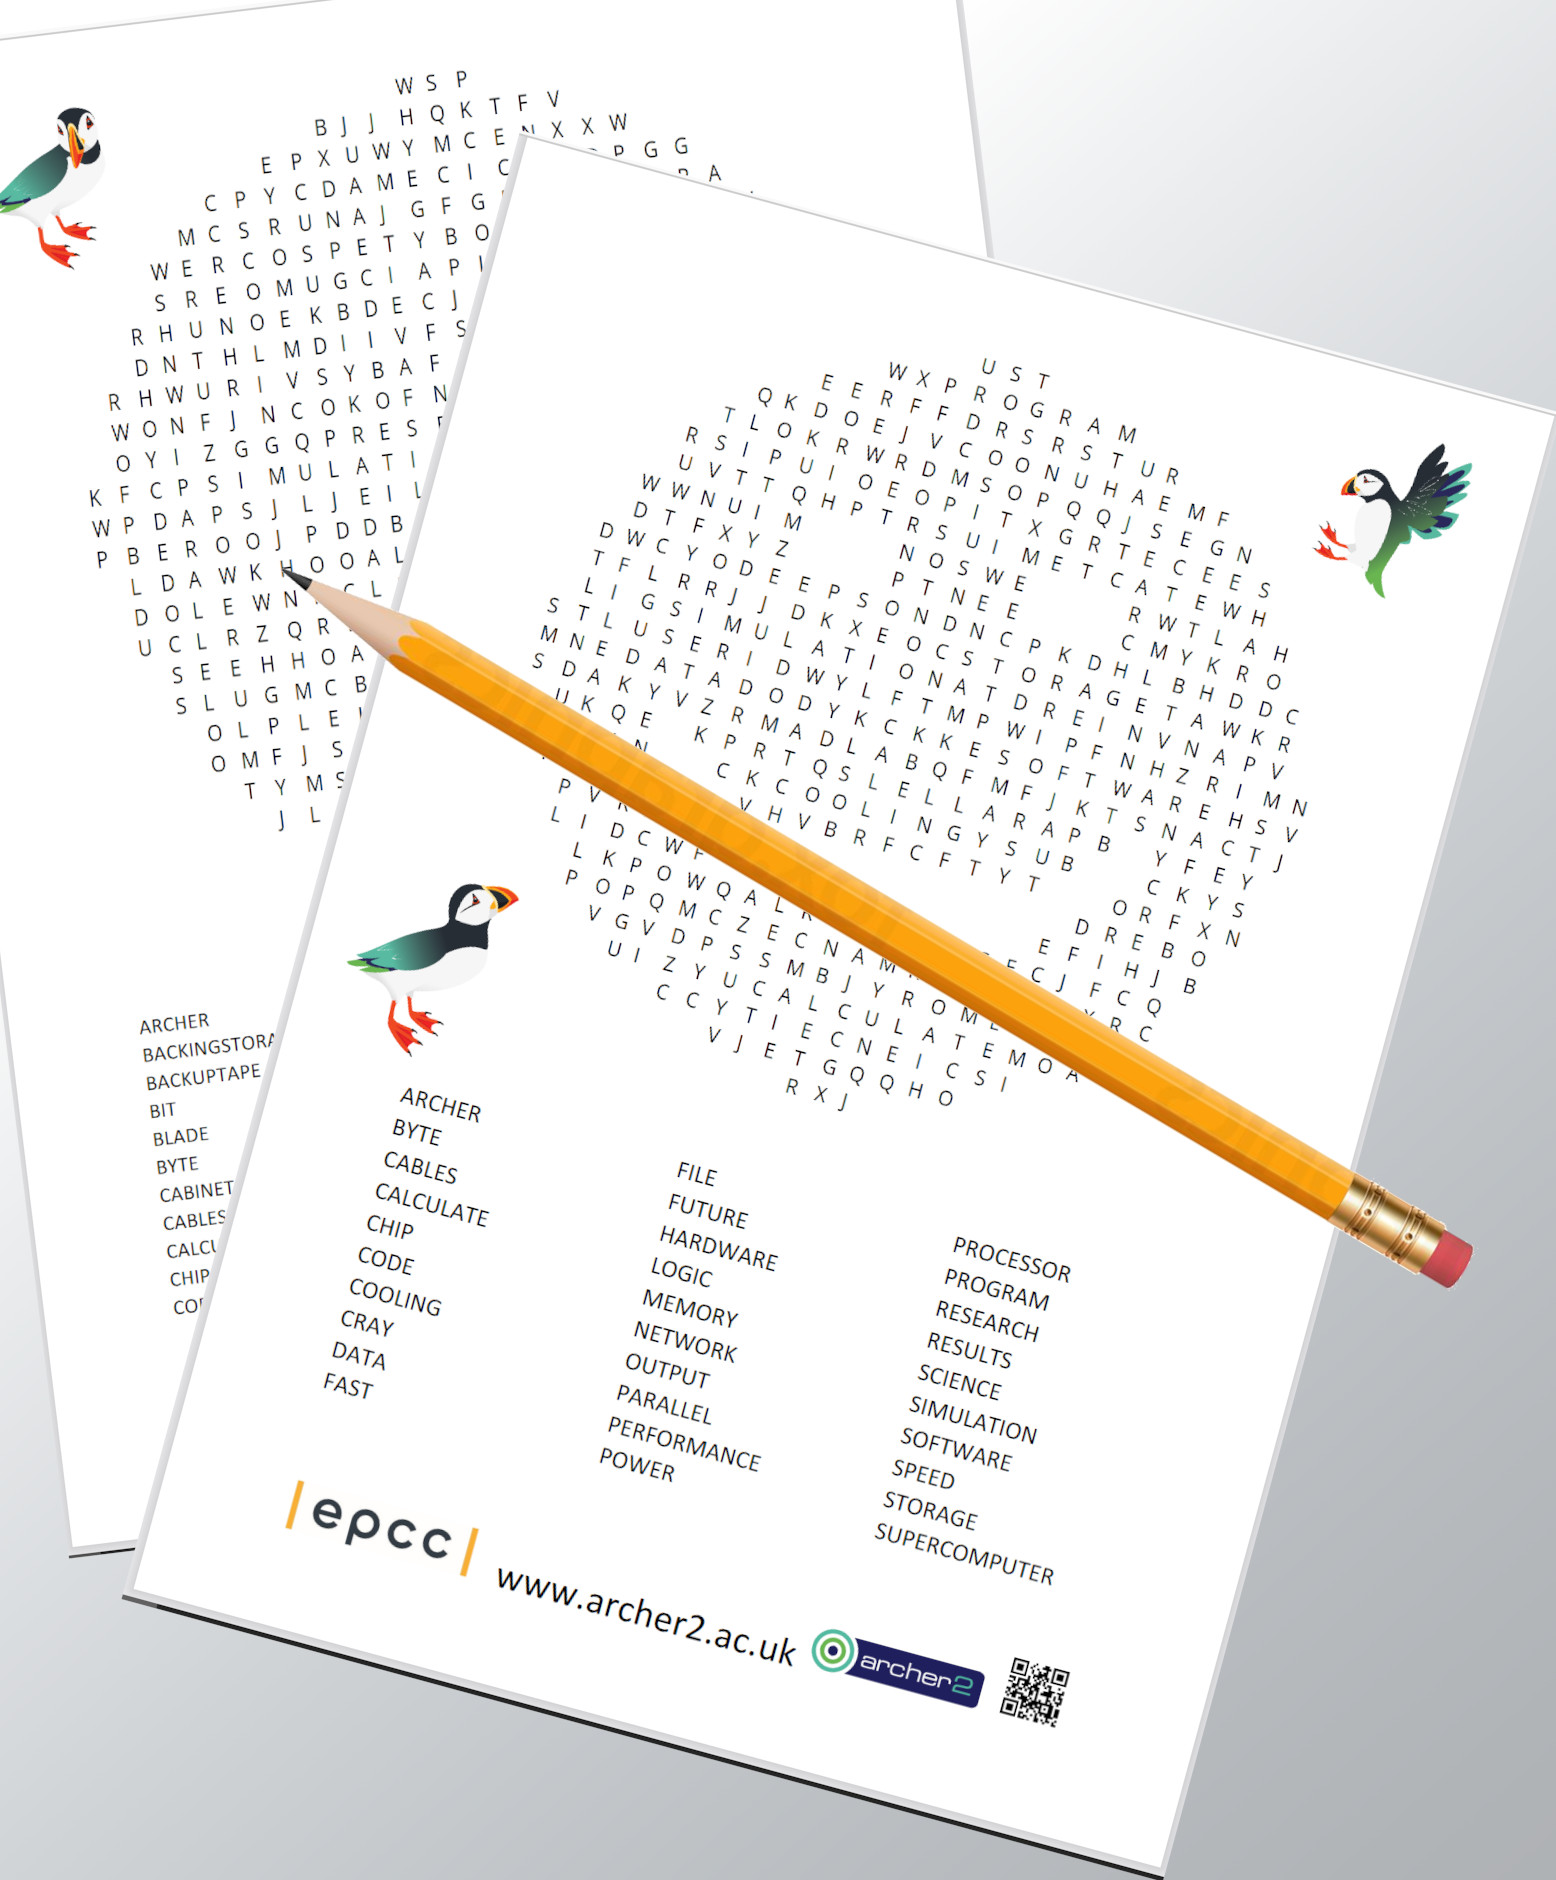 W S P
B J J H Q K T F V
E P X U W Y M C E N X X W
C P Y C D A M E C I C P G G
M C S R U N A J G F G A
W E R C O S P E T Y B O
S R E O M U G C I A P
R H U N O E K B D E C J
D N T H L M D I I V F S
R H W U R I V S Y B A F
W O N F J N C O K O F N
O Y I Z G G Q P R E S
K F C P S I M U L A T I
W P D A P S J L J E I L
P B E R O O J P D D B
L D A W K H O O A L
D O L E W N C L
U C L R Z Q R
S E E H H O A
S L U G M C B
O L P L E
O M F J S
T Y M S
J L
ARCHER
BACKINGSTORA
BACKUPTAPE
BIT
BLADE
BYTE
CABINET
CABLES
CALCU
CHIP
CO
U S T
W X P R O G R A M
E E R F F D R S R S T U R
Q K D O E J V C O O N U H A E M F
T L O K R W R D M S O P Q Q J S E G N
R S I P U I O E O P I T X G R T E C E E S
U V T T Q H P T R S U I M E T C A T E W H
W W N U I M N O S W E R W T L A H
D T F X Y Z P T N E E C M Y K R O
D W C Y O D E E P S O N D N C P K D H L B H D D C
T F L R R J J D K X E O C S T O R A G E T A W K R
L I G S I M U L A T I O N A T D R E I N V N A P V
S T L U S E R I D W Y L F T M P W I P F N H Z R I M N
M N E D A T A D O D Y K C K K E S O F T W A R E H S V
S D A K Y V Z R M A D L A B Q F M F J K T S N A C T J
U K Q E K P R T Q S L E L L A R A P B Y F E Y
N C K C O O L I N G Y S U B C K Y S
V H V B R F C F T Y T O R F X N
P V D R E B O
L I D C W F E F I H J B
L K P O W Q A L E C J F C Q
P O P Q M C Z E C N A M R C
V G V D P S S M B J Y R O M
U I Z Y U C A L C U L A T E M O A
C C Y T I E C N E I C S I
V J E T G Q Q H O
R X J
ARCHER
BYTE
CABLES
CALCULATE
CHIP
CODE
COOLING
CRAY
DATA
FAST
FILE
FUTURE
HARDWARE
LOGIC
MEMORY
NETWORK
OUTPUT
PARALLEL
PERFORMANCE
POWER
PROCESSOR
PROGRAM
RESEARCH
RESULTS
SCIENCE
SIMULATION
SOFTWARE
SPEED
STORAGE
SUPERCOMPUTER
|epcc|
www.archer2.ac.uk
archer2